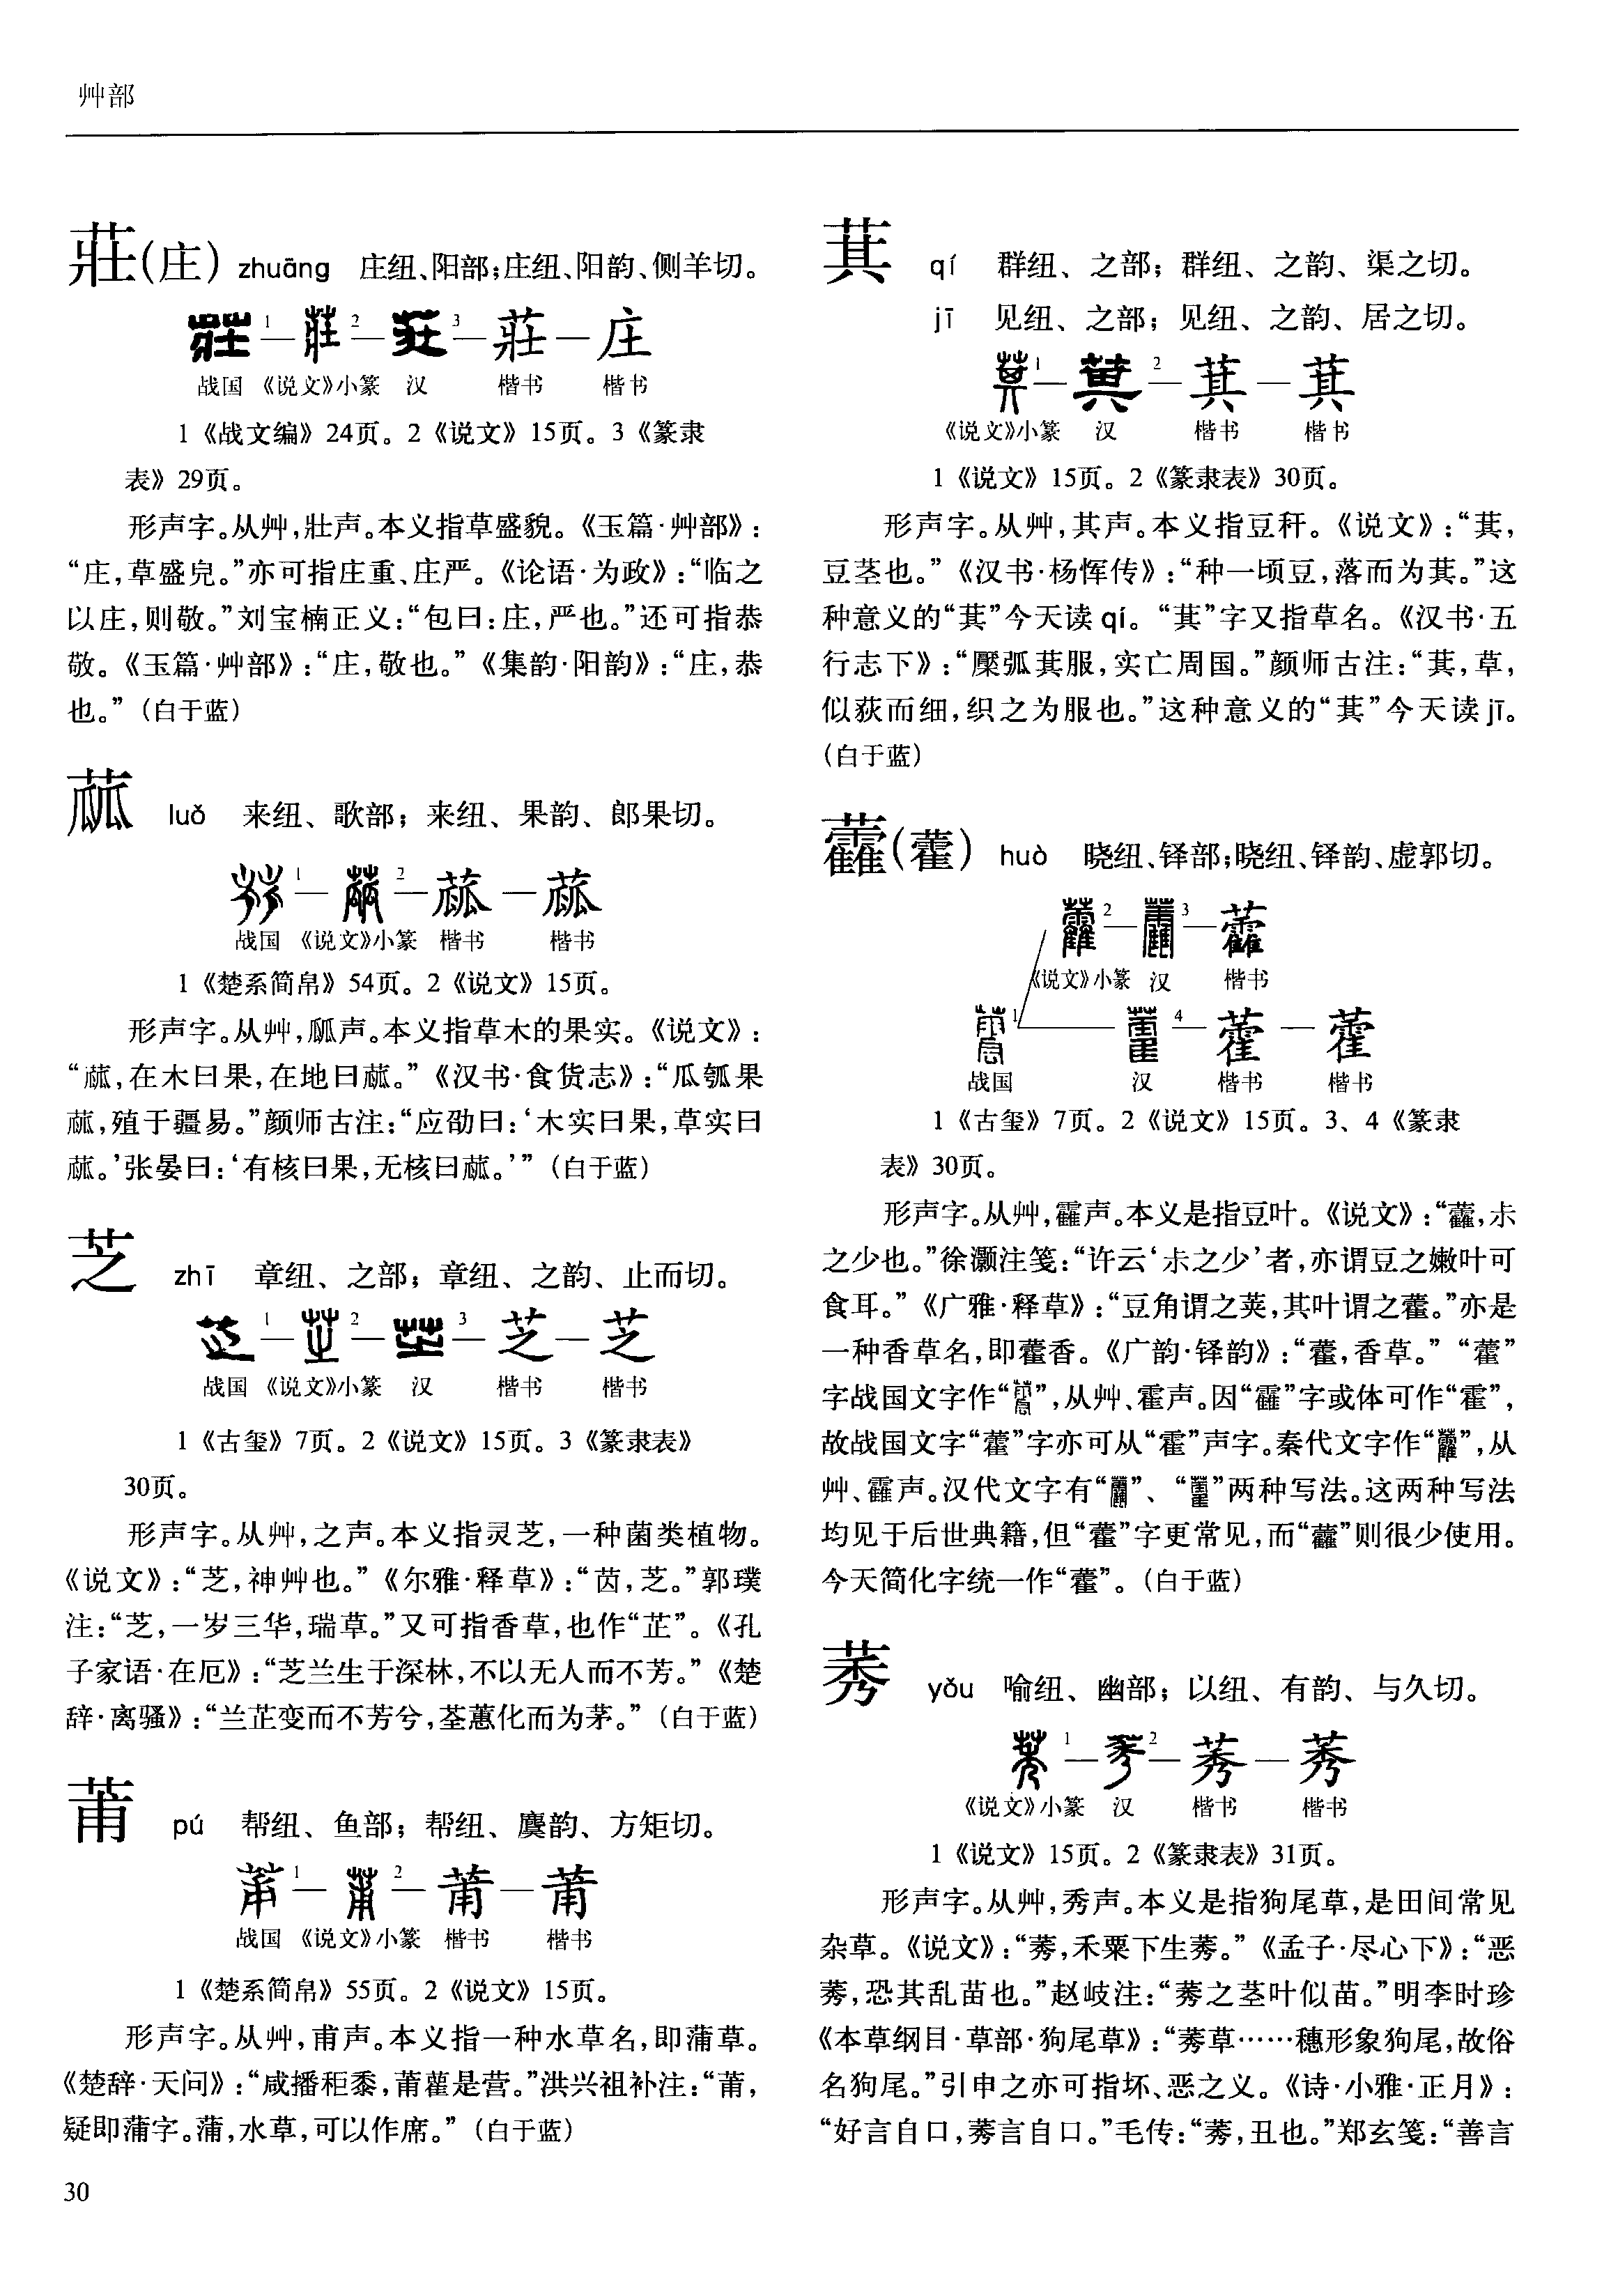 艸部
莊(庄) zhuāng 庄纽、阳部;庄纽、阳韵、侧羊切。
1—2—3—莊—庄
战国 《说文》小篆 汉 楷书 楷书
1《战文编》24页。2《说文》15页。3《篆隶
表》29页。
形声字。从艸,壯声。本义指草盛貌。《玉篇·艸部》:
“庄,草盛皃。”亦可指庄重、庄严。《论语·为政》:“临之
以庄,则敬。”刘宝楠正义:“包曰:庄,严也。”还可指恭
敬。《玉篇·艸部》:“庄,敬也。”《集韵·阳韵》:“庄,恭
也。”(白于蓝)
蓏 luǒ 来纽、歌部;来纽、果韵、郎果切。
1—2—蓏—蓏
战国 《说文》小篆 楷书 楷书
1《楚系简帛》54页。2《说文》15页。
形声字。从艸,㼌声。本义指草木的果实。《说文》:
“蓏,在木曰果,在地曰蓏。”《汉书·食货志》:“瓜瓠果
蓏,殖于疆易。”颜师古注:“应劭曰:‘木实曰果,草实曰
蓏。’张晏曰:‘有核曰果,无核曰蓏。’”(白于蓝)
芝 zhī 章纽、之部;章纽、之韵、止而切。
1—2—3—芝—芝
战国 《说文》小篆 汉 楷书 楷书
1《古玺》7页。2《说文》15页。3《篆隶表》
30页。
形声字。从艸,之声。本义指灵芝,一种菌类植物。
《说文》:“芝,神艸也。”《尔雅·释草》:“茵,芝。”郭璞
注:“芝,一岁三华,瑞草。”又可指香草,也作“芷”。《孔
子家语·在厄》:“芝兰生于深林,不以无人而不芳。”《楚
辞·离骚》:“兰芷变而不芳兮,荃蕙化而为茅。”(白于蓝)
莆 pú 帮纽、鱼部;帮纽、麌韵、方矩切。
1—2—莆—莆
战国 《说文》小篆 楷书 楷书
1《楚系简帛》55页。2《说文》15页。
形声字。从艸,甫声。本义指一种水草名,即蒲草。
《楚辞·天问》:“咸播秬黍,莆雚是营。”洪兴祖补注:“莆,
疑即蒲字。蒲,水草,可以作席。”(白于蓝)
30
萁 qí 群纽、之部;群纽、之韵、渠之切。
jī 见纽、之部;见纽、之韵、居之切。
1—2—萁—萁
《说文》小篆 汉 楷书 楷书
1《说文》15页。2《篆隶表》30页。
形声字。从艸,其声。本义指豆秆。《说文》:“萁,
豆茎也。”《汉书·杨恽传》:“种一顷豆,落而为萁。”这
种意义的“萁”今天读qí。“萁”字又指草名。《汉书·五
行志下》:“檿弧萁服,实亡周国。”颜师古注:“萁,草,
似荻而细,织之为服也。”这种意义的“萁”今天读jī。
(白于蓝)
蘿(藿) huò 晓纽、铎部;晓纽、铎韵、虚郭切。
2—3—
《说文》小篆 汉 楷书
1 4—藿—藿
战国 汉 楷书 楷书
1《古玺》7页。2《说文》15页。3、4《篆隶
表》30页。
形声字。从艸,靃声。本义是指豆叶。《说文》:“虇,尗
之少也。”徐灏注笺:“许云‘尗之少’者,亦谓豆之嫩叶可
食耳。”《广雅·释草》:“豆角谓之荚,其叶谓之藿。”亦是
一种香草名,即藿香。《广韵·铎韵》:“藿,香草。”“藿”
字战国文字作“”,从艸、霍声。因“靃”字或体可作“霍”,
故战国文字“藿”字亦可从“霍”声字。秦代文字作“”,从
艸、靃声。汉代文字有“”、“”两种写法。这两种写法
均见于后世典籍,但“藿”字更常见,而“”则很少使用。
今天简化字统一作“藿”。(白于蓝)
莠 yǒu 喻纽、幽部;以纽、有韵、与久切。
1—2—莠—莠
《说文》小篆 汉 楷书 楷书
1《说文》15页。2《篆隶表》31页。
形声字。从艸,秀声。本义是指狗尾草,是田间常见
杂草。《说文》:“莠,禾粟下生莠。”《孟子·尽心下》:“恶
莠,恐其乱苗也。”赵岐注:“莠之茎叶似苗。”明李时珍
《本草纲目·草部·狗尾草》:“莠草……穗形象狗尾,故俗
名狗尾。”引申之亦可指坏、恶之义。《诗·小雅·正月》:
“好言自口,莠言自口。”毛传:“莠,丑也。”郑玄笺:“善言